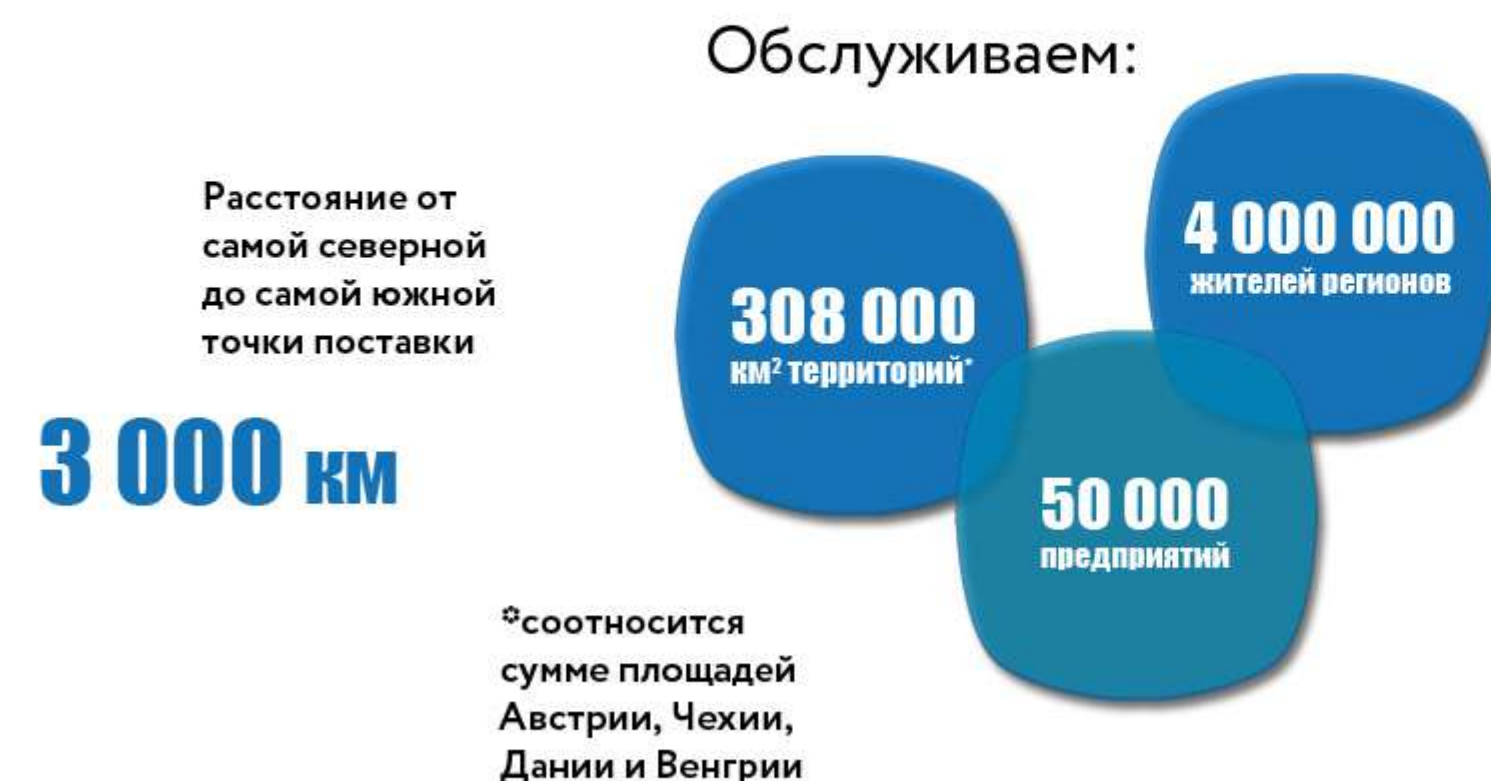 Обслуживаем:
Расстояние от
самой северной
до самой южной
точки поставки
3 000 км
308 000
км² территорий*
4 000 000
жителей регионов
50 000
предприятий
*соотносится
сумме площадей
Австрии, Чехии,
Дании и Венгрии